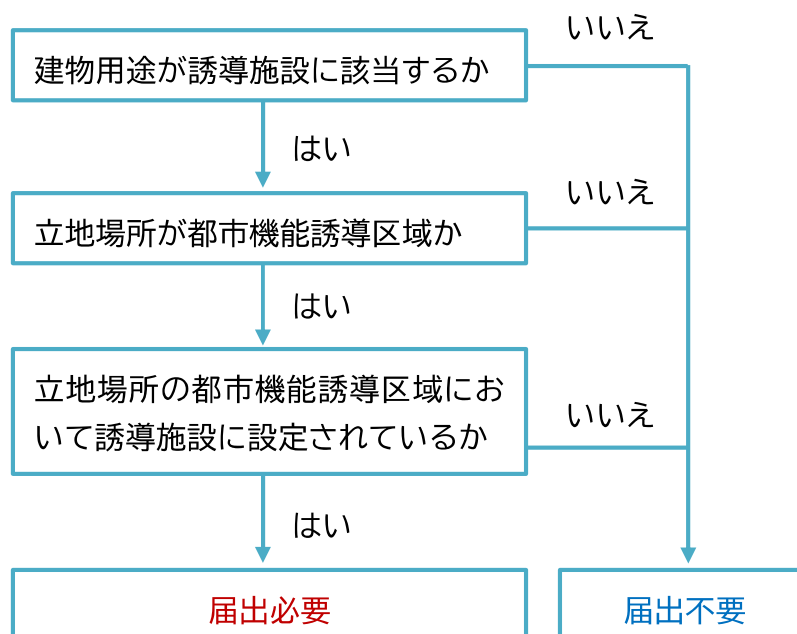 いいえ
建物用途が誘導施設に該当するか
はい
いいえ
立地場所が都市機能誘導区域か
はい
立地場所の都市機能誘導区域にお
いて誘導施設に設定されているか
いいえ
はい
届出必要
届出不要